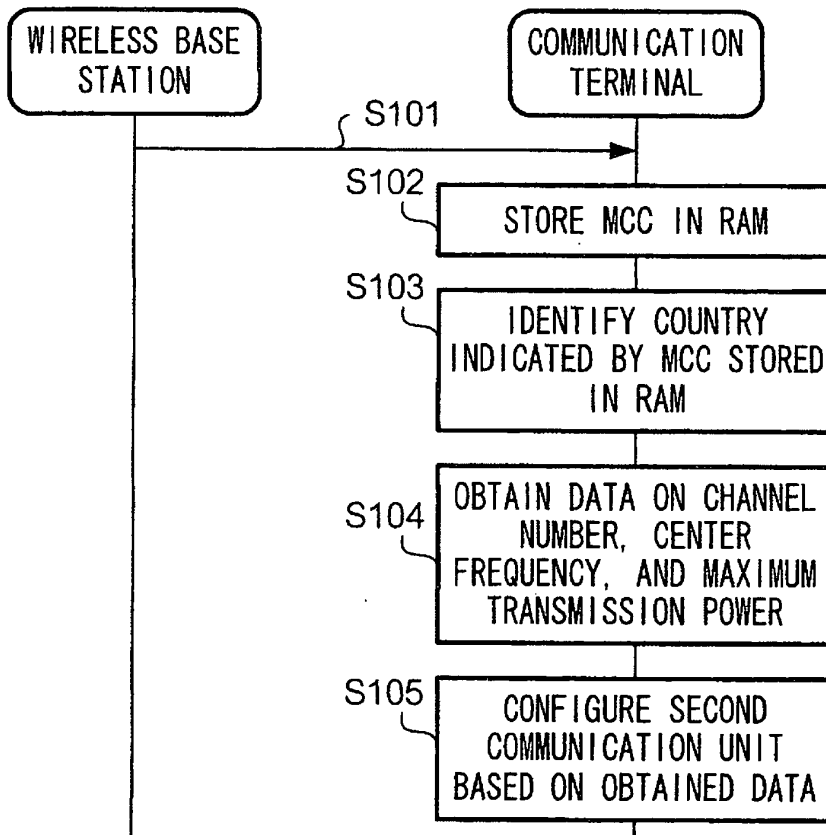 WIRELESS BASE
STATION
COMMUNICATION
TERMINAL
S101
S102
STORE MCC IN RAM
S103
IDENTIFY COUNTRY
INDICATED BY MCC STORED
IN RAM
S104
OBTAIN DATA ON CHANNEL
NUMBER, CENTER
FREQUENCY, AND MAXIMUM
TRANSMISSION POWER
S105
CONFIGURE SECOND
COMMUNICATION UNIT
BASED ON OBTAINED DATA